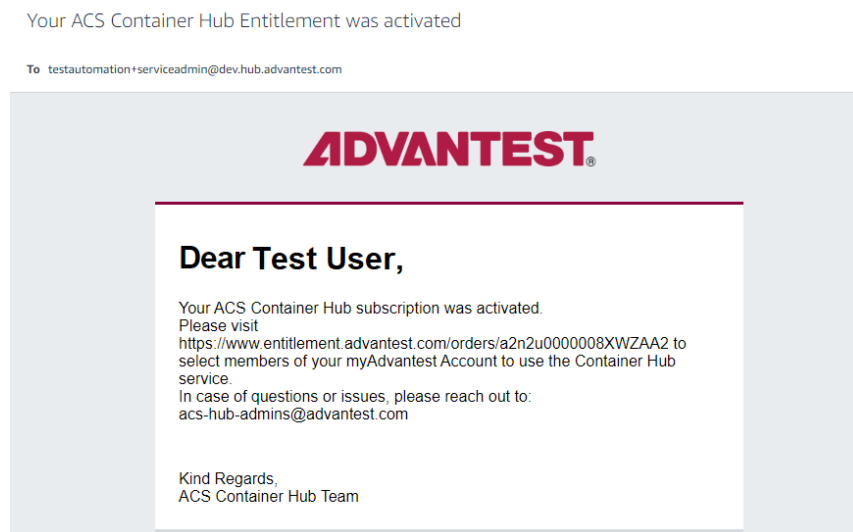 Your ACS Container Hub Entitlement was activated
To testautomation+serviceadmin@dev.hub.advantest.com
ADVANTEST®
Dear Test User,
Your ACS Container Hub subscription was activated.
Please visit
https://www.entitlement.advantest.com/orders/a2n2u0000008XWZAA2 to
select members of your myAdvantest Account to use the Container Hub
service.
In case of questions or issues, please reach out to:
acs-hub-admins@advantest.com
Kind Regards,
ACS Container Hub Team